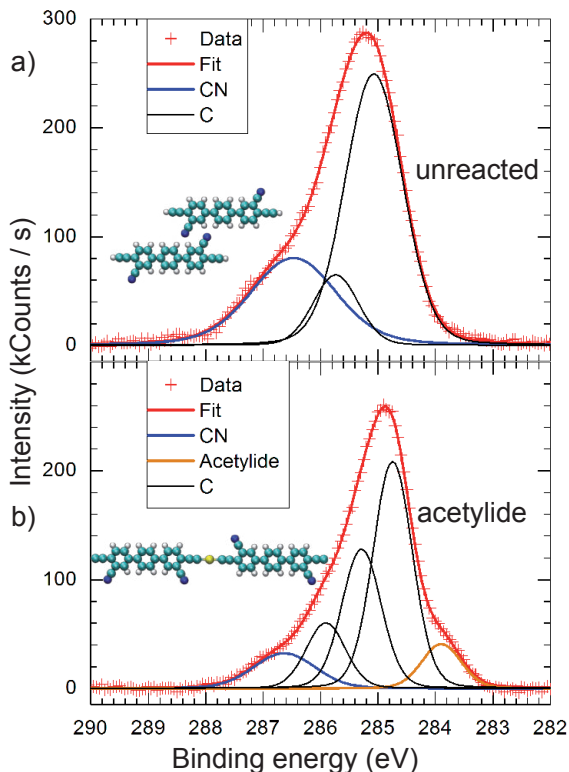 a)
Data
Fit
CN
C
unreacted
300
200
100
0
b)
Data
Fit
CN
Acetylide
C
acetylide
200
100
0
290 289 288 287 286 285 284 283 282
Intensity (kCounts / s)
Binding energy (eV)